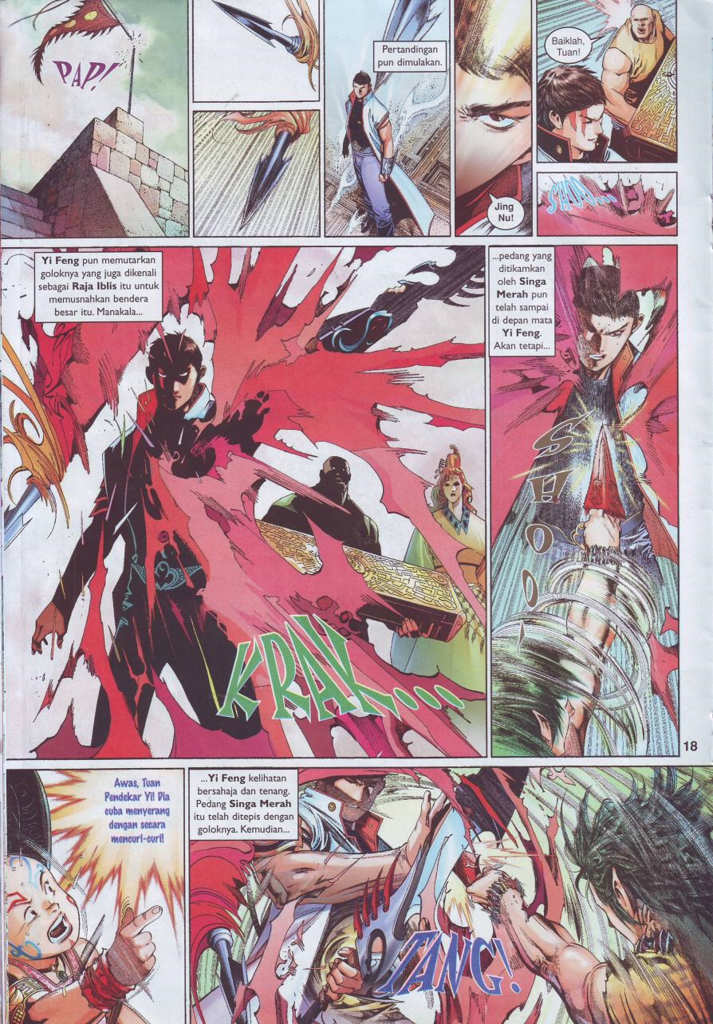 PAP!
Pertandingan
pun dimulakan.
Jing
Nu!
Baiklah,
Tuan!
Yi Feng pun memutarkan
goloknya yang juga dikenali
sebagai Raja Iblis itu untuk
memusnahkan bendera
besar itu. Manakala...
KRAK....
...pedang yang
ditikamkan
oleh Singa
Merah pun
telah sampai
di depan mata
Yi Feng.
Akan tetapi...
SHOO
18
Awas, Tuan
Pendekar Yi! Dia
cuba menyerang
dengan secara
mencuri-curi!
...Yi Feng kelihatan
bersahaja dan tenang.
Pedang Singa Merah
itu telah ditepis dengan
goloknya. Kemudian...
TANG!